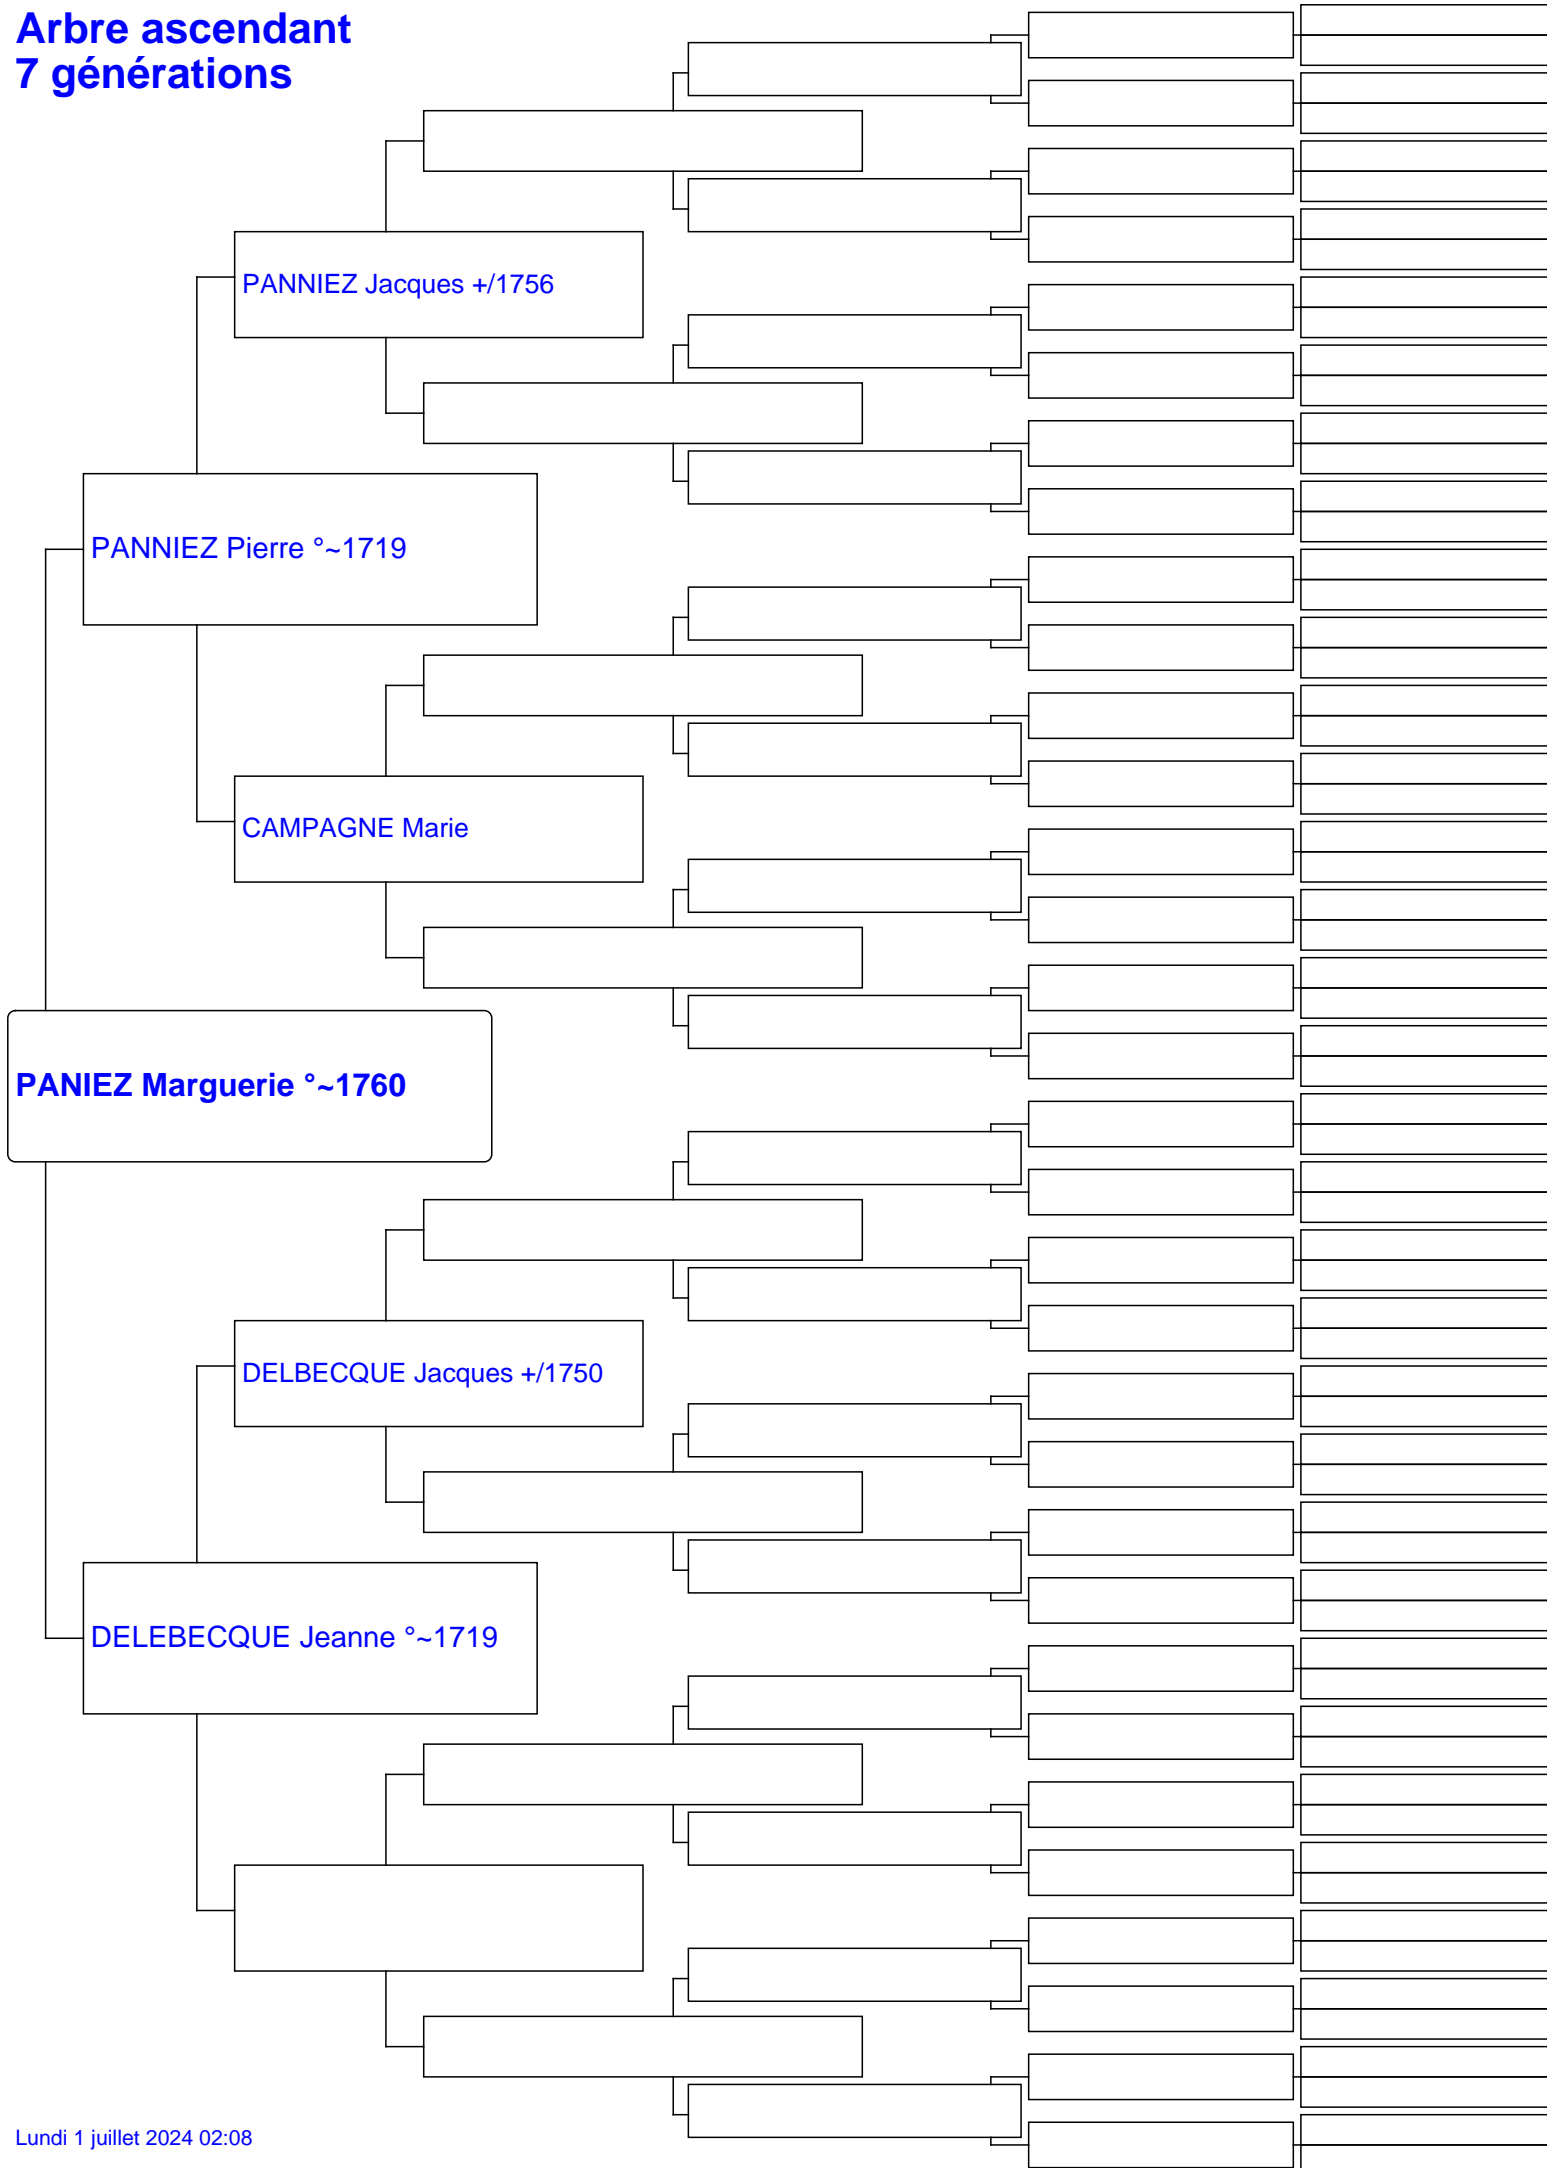 Arbre ascendant
7 générations
PANNIEZ Jacques +/1756
PANNIEZ Pierre °~1719
CAMPAGNE Marie
PANIEZ Marguerie °~1760
DELBECQUE Jacques +/1750
DELEBECQUE Jeanne °~1719
Lundi 1 juillet 2024 02:08